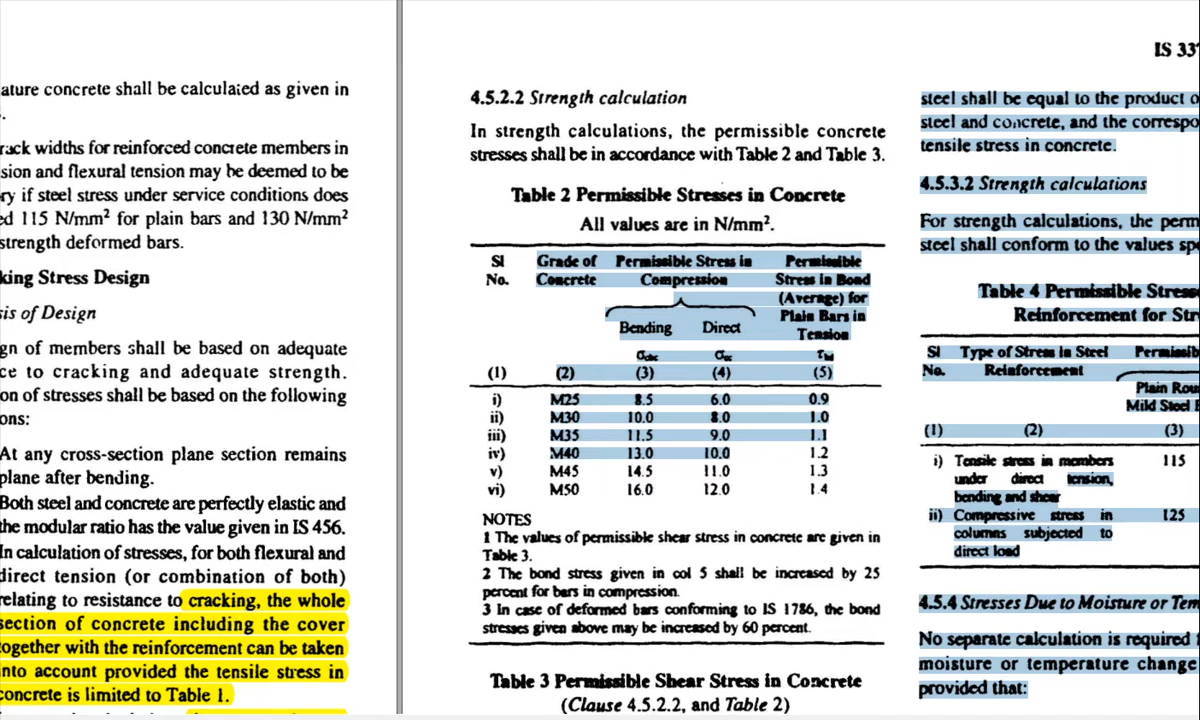 ature concrete shall be calculated as given in
rack widths for reinforced concrete members in
sion and flexural tension may be deemed to be
ry if steel stress under service conditions does
ed 115 N/mm² for plain bars and 130 N/mm²
strength deformed bars.
king Stress Design
sis of Design
gn of members shall be based on adequate
ce to cracking and adequate strength.
on of stresses shall be based on the following
ons:
At any cross-section plane section remains
plane after bending.
Both steel and concrete are perfectly elastic and
the modular ratio has the value given in IS 456.
In calculation of stresses, for both flexural and
direct tension (or combination of both)
relating to resistance to cracking, the whole
section of concrete including the cover
together with the reinforcement can be taken
into account provided the tensile stress in
concrete is limited to Table 1.
4.5.2.2 Strength calculation
In strength calculations, the permissible concrete
stresses shall be in accordance with Table 2 and Table 3.
Table 2 Permissible Stresses in Concrete
All values are in N/mm².
Sl Grade of Permissible Stress in Permissible
No. Concrete Compression Stress in Bond
(Average) for
Bending Direct Plain Bars in
Tension
σcbc σcc τbd
(1) (2) (3) (4) (5)
i) M25 8.5 6.0 0.9
ii) M30 10.0 8.0 1.0
iii) M35 11.5 9.0 1.1
iv) M40 13.0 10.0 1.2
v) M45 14.5 11.0 1.3
vi) M50 16.0 12.0 1.4
NOTES
1 The values of permissible shear stress in concrete are given in
Table 3.
2 The bond stress given in col 5 shall be increased by 25
percent for bars in compression.
3 In case of deformed bars conforming to IS 1786, the bond
stresses given above may be increased by 60 percent.
Table 3 Permissible Shear Stress in Concrete
(Clause 4.5.2.2, and Table 2)
IS 337
steel shall be equal to the product o
steel and concrete, and the correspo
tensile stress in concrete.
4.5.3.2 Strength calculations
For strength calculations, the perm
steel shall conform to the values sp
Table 4 Permissible Stress
Reinforcement for Str
Sl Type of Stress in Steel Permissib
No. Reinforcement
Plain Rou
Mild Steel
(1) (2) (3)
i) Tensile stress in members 115
under direct tension,
bending and shear
ii) Compressive stress in 125
columns subjected to
direct load
4.5.4 Stresses Due to Moisture or Tem
No separate calculation is required
moisture or temperature change
provided that: